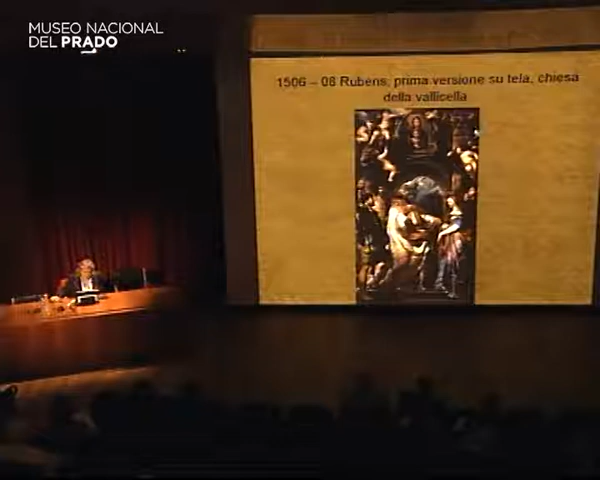 MUSEO NACIONAL
DEL PRADO
1506 – 08 Rubens, prima versione su tela, chiesa
della vallicella